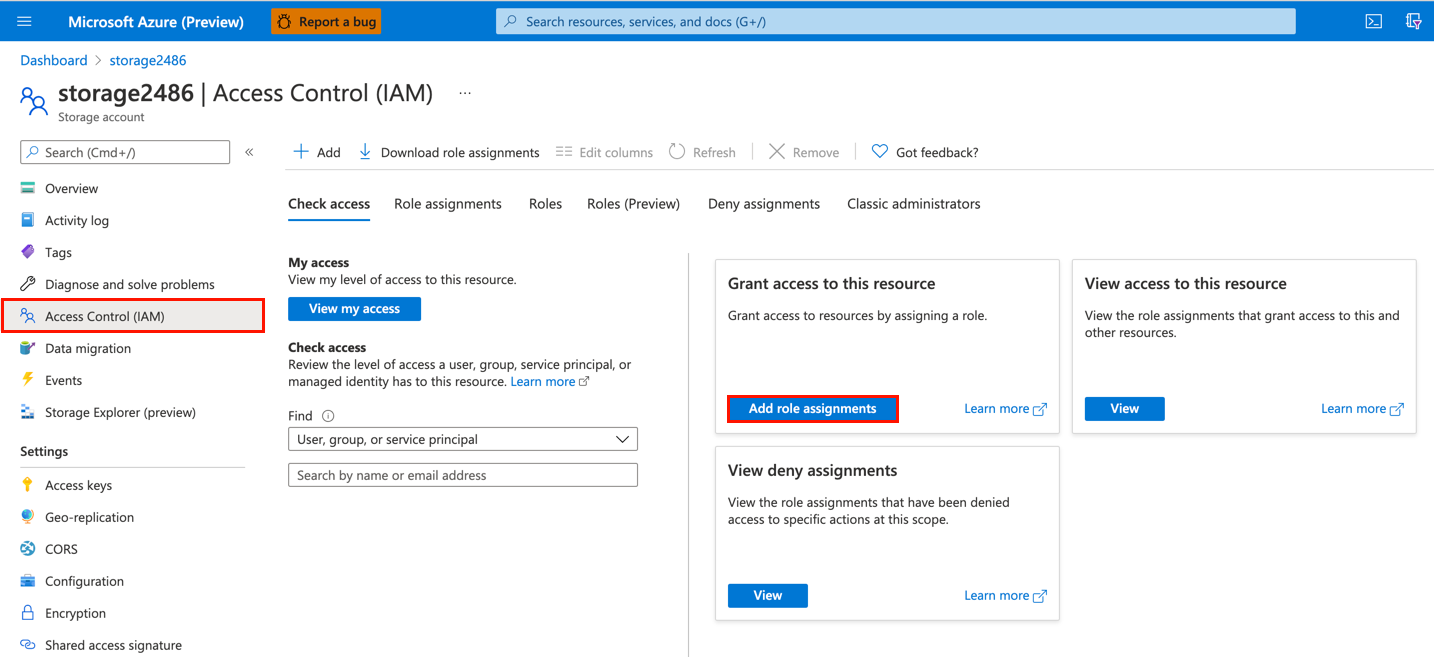 Microsoft Azure (Preview)
Report a bug
Search resources, services, and docs (G+/)
Dashboard > storage2486
storage2486 | Access Control (IAM) ...
Storage account
Search (Cmd+/)
«
Overview
Activity log
Tags
Diagnose and solve problems
Access Control (IAM)
Data migration
Events
Storage Explorer (preview)
Settings
Access keys
Geo-replication
CORS
Configuration
Encryption
Shared access signature
Add
Download role assignments
Edit columns
Refresh
Remove
Got feedback?
Check access
Role assignments
Roles
Roles (Preview)
Deny assignments
Classic administrators
My access
View my level of access to this resource.
View my access
Check access
Review the level of access a user, group, service principal, or
managed identity has to this resource. Learn more
Find
User, group, or service principal
Search by name or email address
Grant access to this resource
Grant access to resources by assigning a role.
Add role assignments
Learn more
View access to this resource
View the role assignments that grant access to this and
other resources.
View
Learn more
View deny assignments
View the role assignments that have been denied
access to specific actions at this scope.
View
Learn more